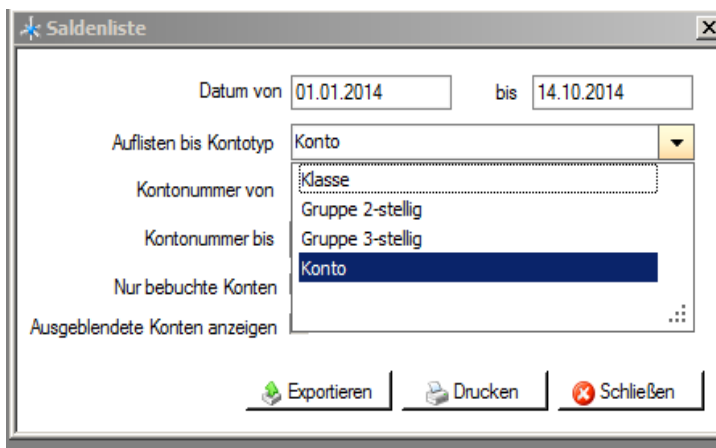 Saldenliste
Datum von 01.01.2014 bis 14.10.2014
Auflisten bis Kontotyp Konto
Klasse
Kontonummer von
Gruppe 2-stellig
Kontonummer bis
Gruppe 3-stellig
Konto
Nur bebuchte Konten
Ausgeblendete Konten anzeigen
Exportieren Drucken Schließen